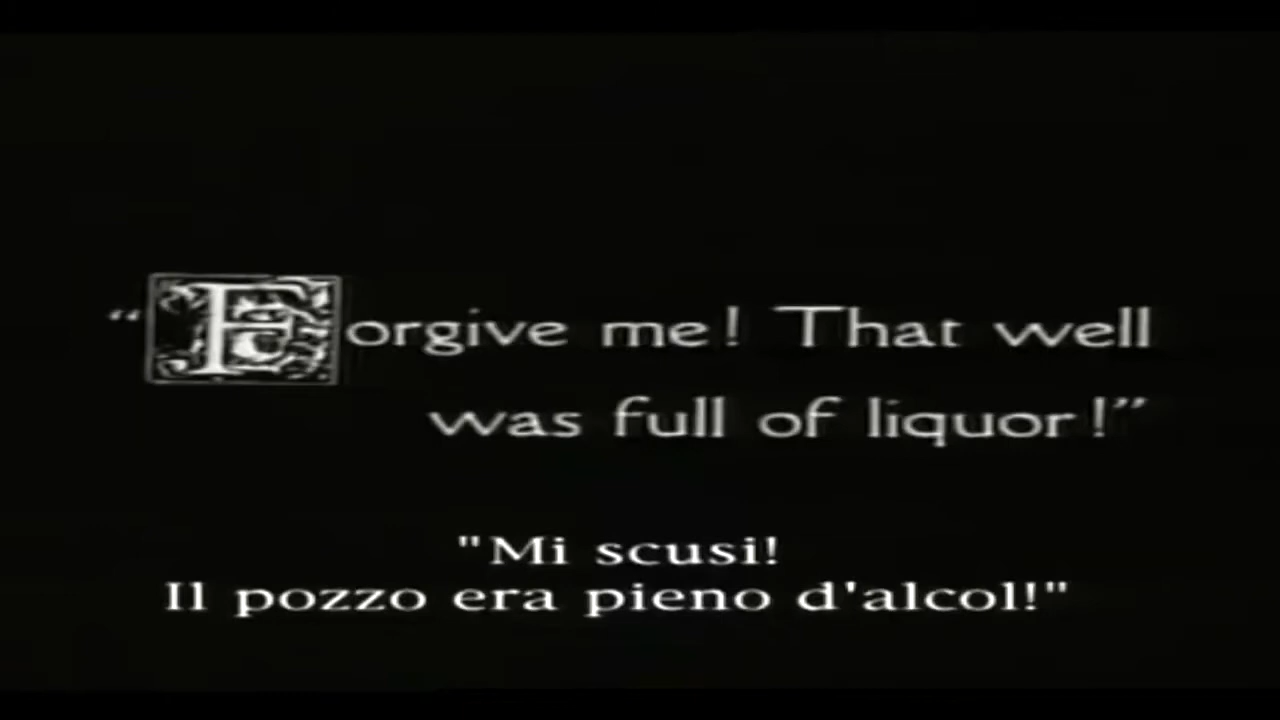 “Forgive me! That well
was full of liquor!”
"Mi scusi!
Il pozzo era pieno d'alcol!"